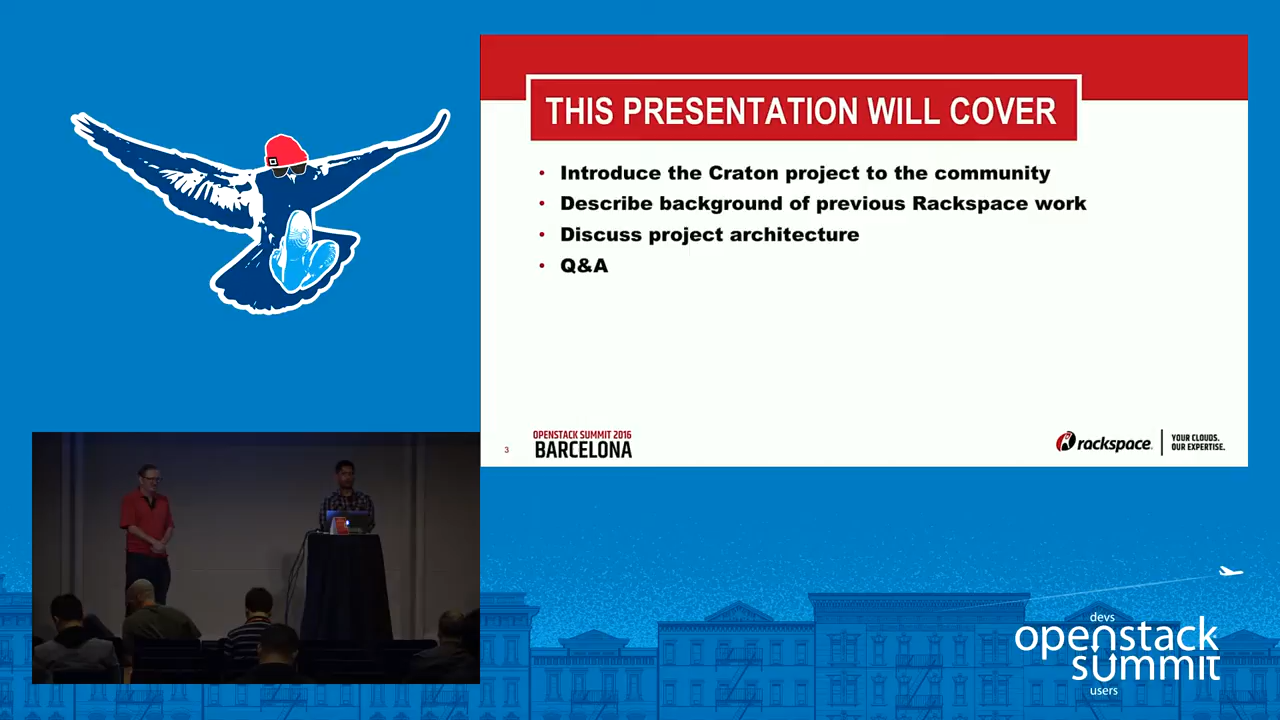 THIS PRESENTATION WILL COVER
• Introduce the Craton project to the community
• Describe background of previous Rackspace work
• Discuss project architecture
• Q&A
3
OPENSTACK SUMMIT 2016
BARCELONA
rackspace.
YOUR CLOUDS.
OUR EXPERTISE.
devs
openstack
summit
users